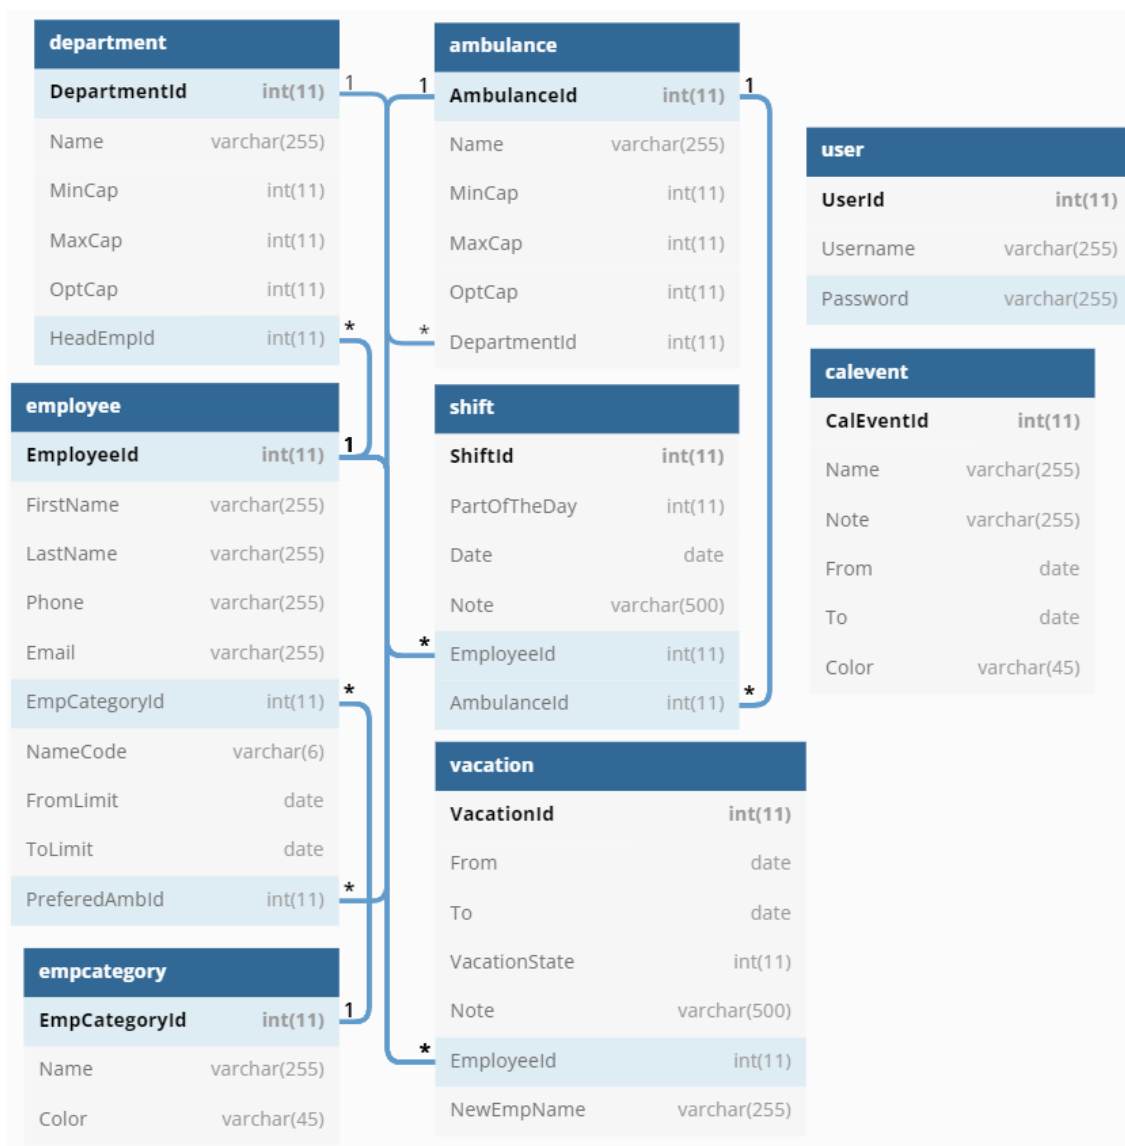 department
DepartmentId int(11) 1
Name varchar(255)
MinCap int(11)
MaxCap int(11)
OptCap int(11)
HeadEmpId int(11) *
employee
EmployeeId int(11) 1
FirstName varchar(255)
LastName varchar(255)
Phone varchar(255)
Email varchar(255)
EmpCategoryId int(11) *
NameCode varchar(6)
FromLimit date
ToLimit date
PreferedAmbId int(11) *
empcategory
EmpCategoryId int(11) 1
Name varchar(255)
Color varchar(45)
ambulance
1 AmbulanceId int(11) 1
Name varchar(255)
MinCap int(11)
MaxCap int(11)
OptCap int(11)
* DepartmentId int(11)
shift
ShiftId int(11)
PartOfTheDay int(11)
Date date
Note varchar(500)
* EmployeeId int(11)
AmbulanceId int(11) *
vacation
VacationId int(11)
From date
To date
VacationState int(11)
Note varchar(500)
* EmployeeId int(11)
NewEmpName varchar(255)
user
UserId int(11)
Username varchar(255)
Password varchar(255)
calevent
CalEventId int(11)
Name varchar(255)
Note varchar(255)
From date
To date
Color varchar(45)